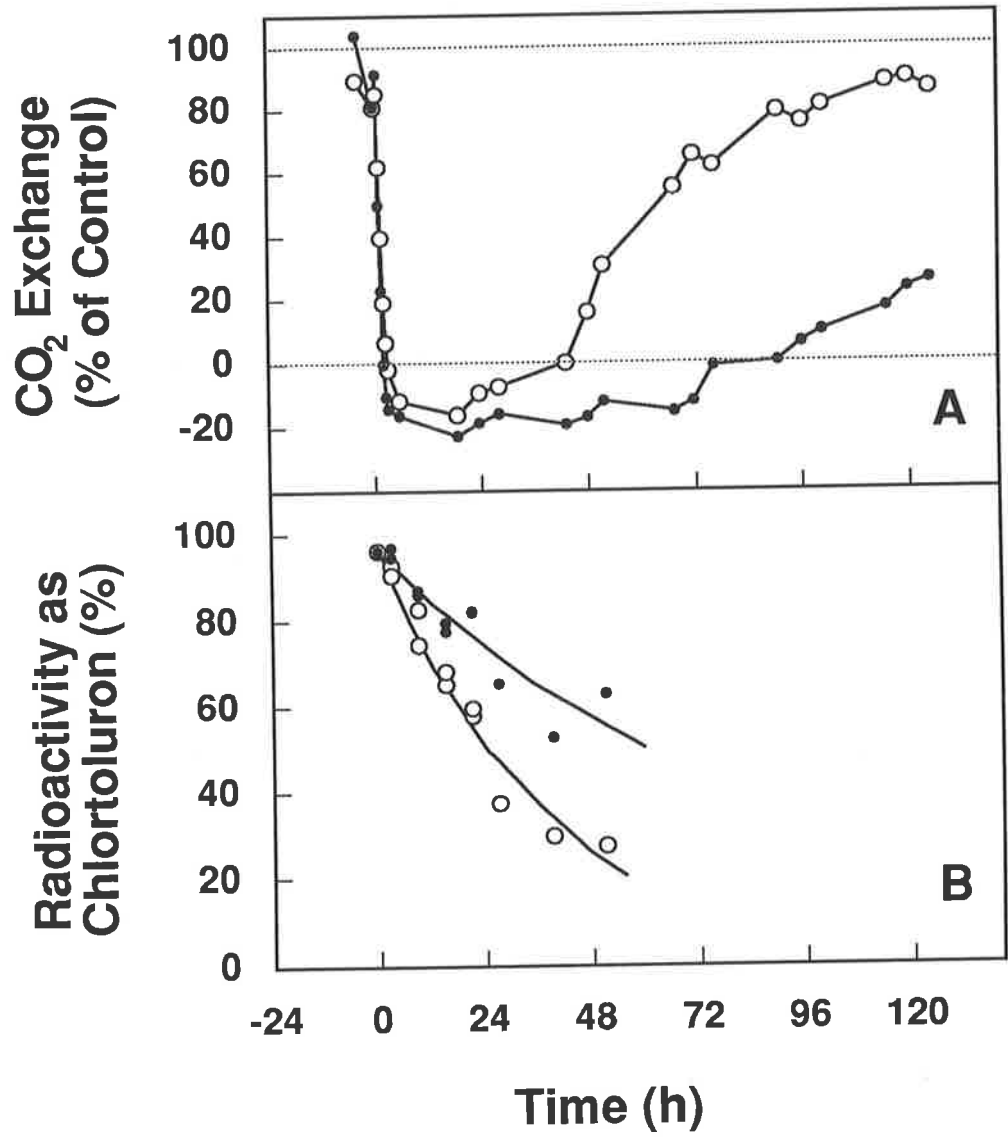 CO2 Exchange
(% of Control)
100
80
60
40
20
0
-20
A
Radioactivity as
Chlortoluron (%)
100
80
60
40
20
0
B
-24 0 24 48 72 96 120
Time (h)